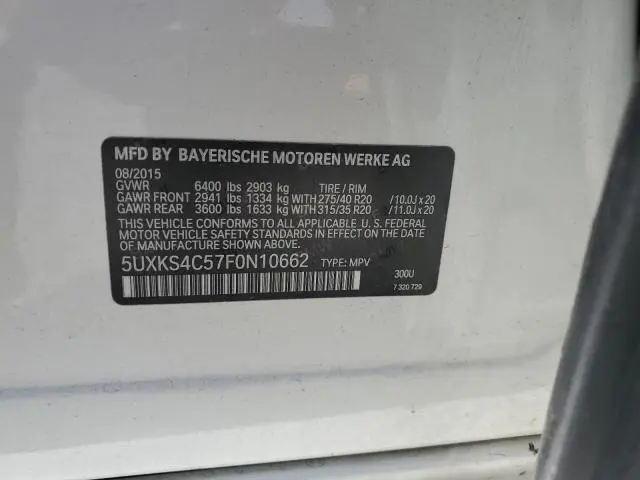 MFD BY BAYERISCHE MOTOREN WERKE AG
08/2015
GVWR 6400 lbs 2903 kg TIRE / RIM
GAWR FRONT 2941 lbs 1334 kg WITH 275/40 R20 /10.0J x 20
GAWR REAR 3600 lbs 1633 kg WITH 315/35 R20 /11.0J x 20
THIS VEHICLE CONFORMS TO ALL APPLICABLE U. S. FEDERAL
MOTOR VEHICLE SAFETY STANDARDS IN EFFECT ON THE
DATE OF MANUFACTURE SHOWN ABOVE.
5UXKS4C57F0N10662 TYPE: MPV
300U
7 320 729